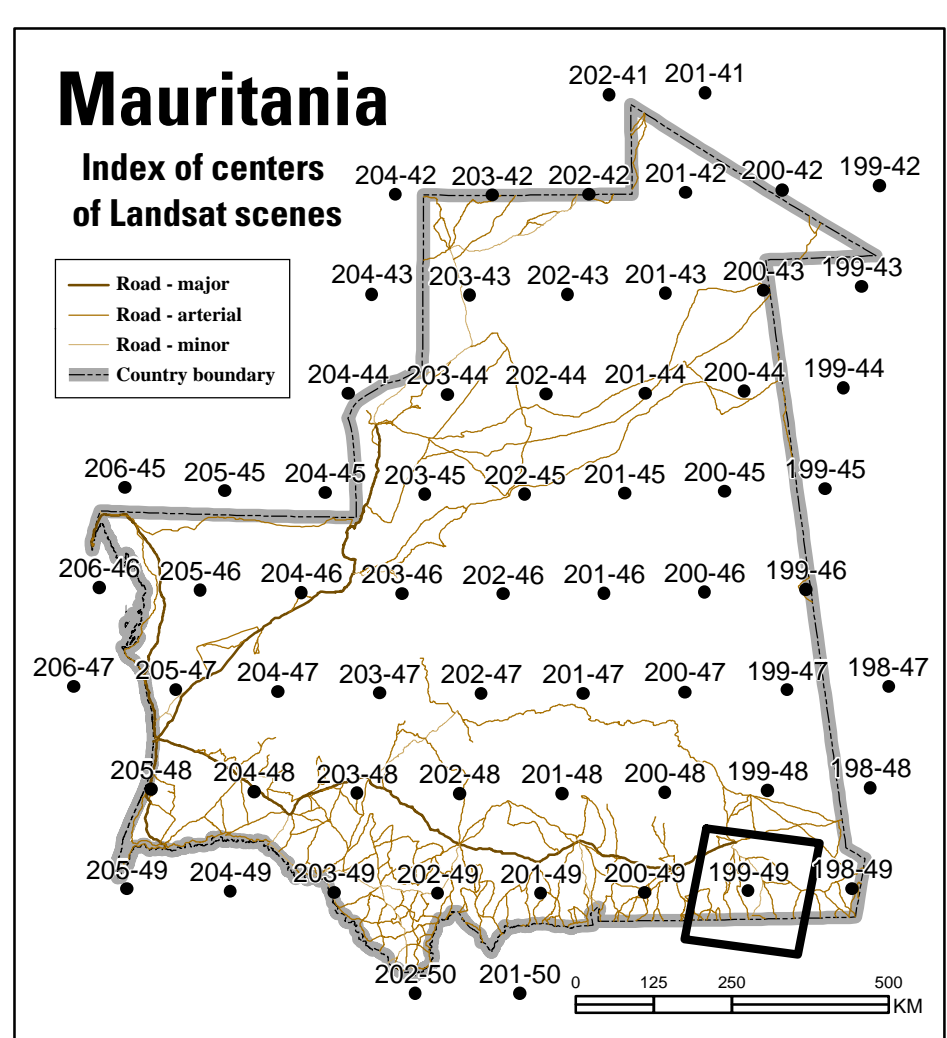 Mauritania
Index of centers
of Landsat scenes
Road - major
Road - arterial
Road - minor
Country boundary
202-41 201-41
204-42 203-42 202-42 201-42 200-42 199-42
204-43 203-43 202-43 201-43 200-43 199-43
204-44 203-44 202-44 201-44 200-44 199-44
206-45 205-45 204-45 203-45 202-45 201-45 200-45 199-45
206-46 205-46 204-46 203-46 202-46 201-46 200-46 199-46
206-47 205-47 204-47 203-47 202-47 201-47 200-47 199-47 198-47
205-48 204-48 203-48 202-48 201-48 200-48 199-48 198-48
205-49 204-49 203-49 202-49 201-49 200-49 199-49 198-49
202-50 201-50
0 125 250 500
KM